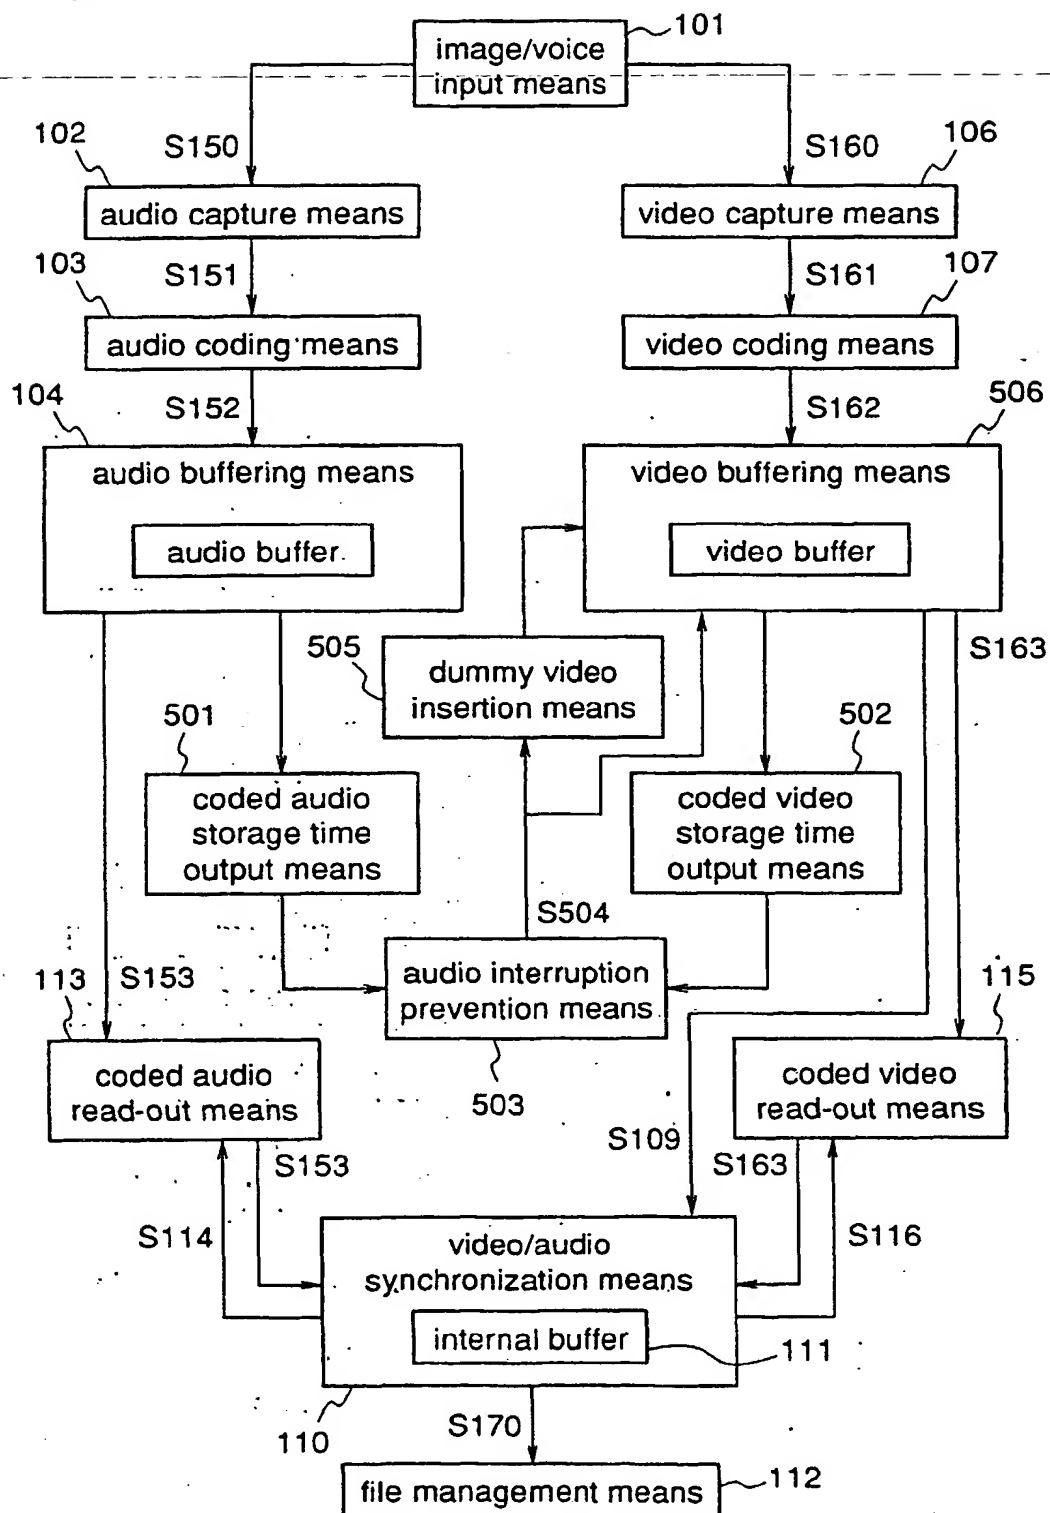 101
image/voice
input means
102
S150
S160
106
audio capture means
video capture means
103
S151
S161
107
audio coding means
video coding means
104
S152
S162
506
audio buffering means
video buffering means
audio buffer
video buffer
505
dummy video
insertion means
S163
501
502
coded audio
storage time
output means
coded video
storage time
output means
S504
113
S153
audio interruption
prevention means
115
coded audio
read-out means
503
coded video
read-out means
S109
S153
S163
S114
S116
video/audio
synchronization means
internal buffer
111
110
S170
file management means
112